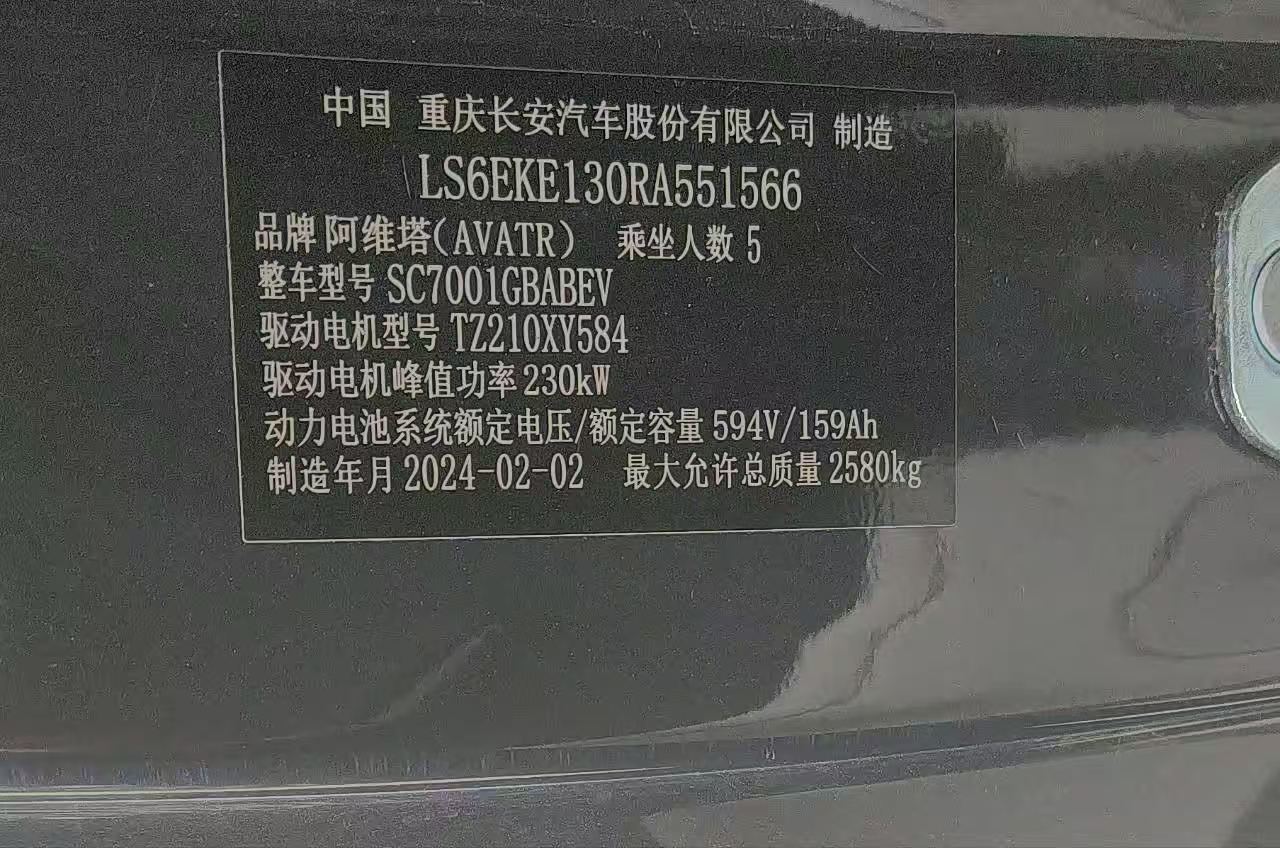 中国 重庆长安汽车股份有限公司 制造
LS6EKE130RA551566
品牌 阿维塔(AVATR) 乘坐人数 5
整车型号 SC7001GBABEV
驱动电机型号 TZ210XY584
驱动电机峰值功率 230kW
动力电池系统额定电压/额定容量 594V/159Ah
制造年月 2024-02-02 最大允许总质量 2580kg